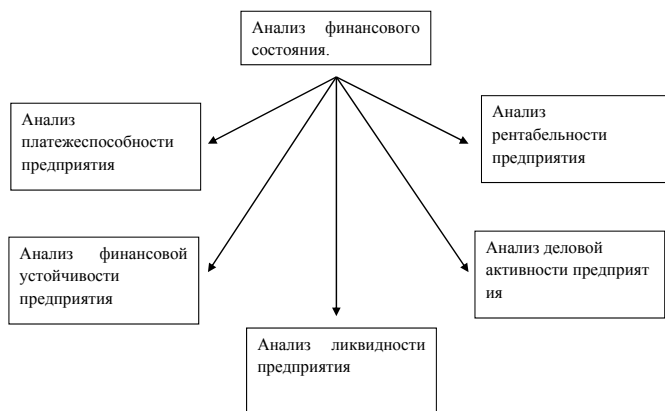 Анализ финансового
состояния.
Анализ
платежеспособности
предприятия
Анализ
рентабельности
предприятия
Анализ финансовой
устойчивости
предприятия
Анализ деловой
активности предприят
ия
Анализ ликвидности
предприятия